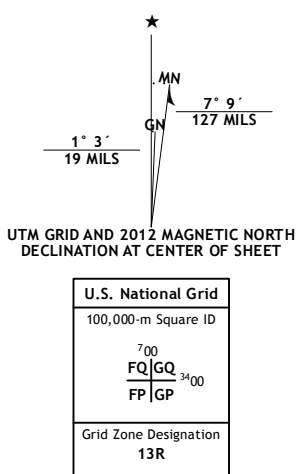 ★
MN
7° 9´
127 MILS
GN
1° 3´
19 MILS
UTM GRID AND 2012 MAGNETIC NORTH
DECLINATION AT CENTER OF SHEET
U.S. National Grid
100,000-m Square ID
⁷00
FQ GQ
³⁴00
FP GP
Grid Zone Designation
13R